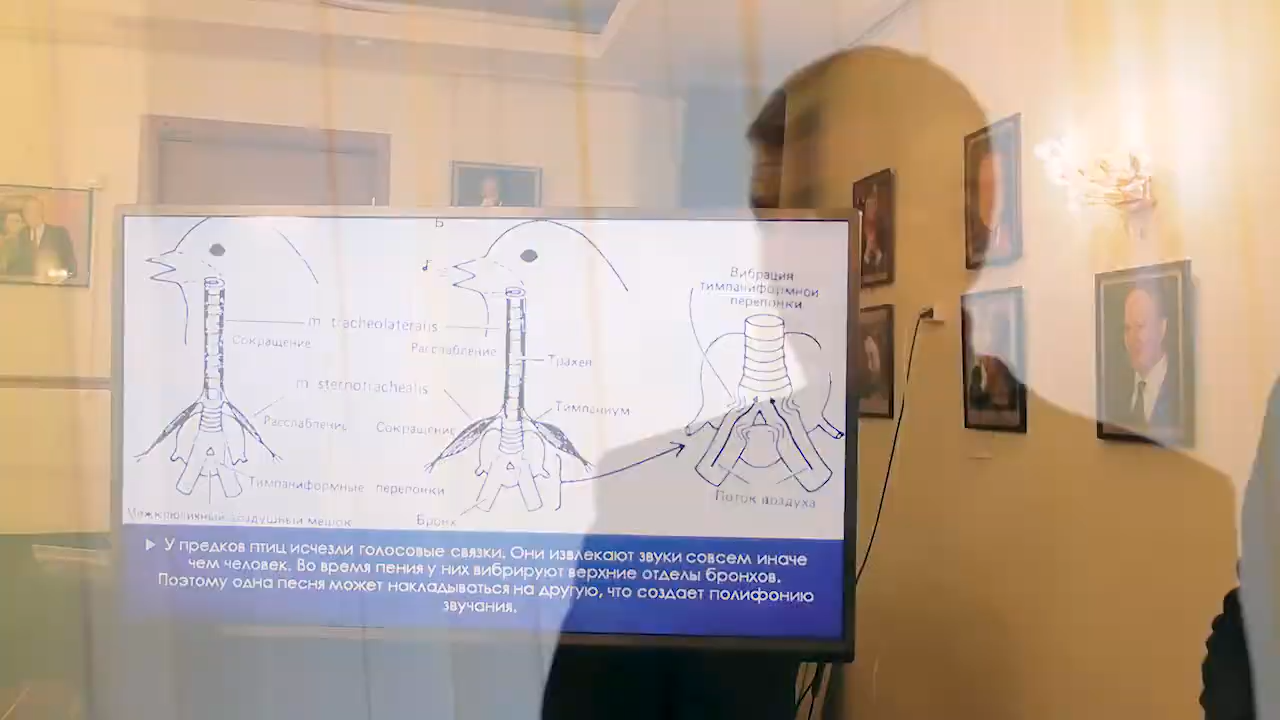 Б
Вибрация
тимпаниформной
перепонки
m tracheolateralis
Сокращение
Расслабление
Трахея
m sternotrachealis
Тимпаниум
Расслабление
Сокращение
Тимпаниформные перепонки
Поток воздуха
Межключичный воздушный мешок
Бронх
У предков птиц исчезли голосовые связки. Они извлекают звуки совсем иначе
чем человек. Во время пения у них вибрируют верхние отделы бронхов.
Поэтому одна песня может накладываться на другую, что создает полифонию
звучания.